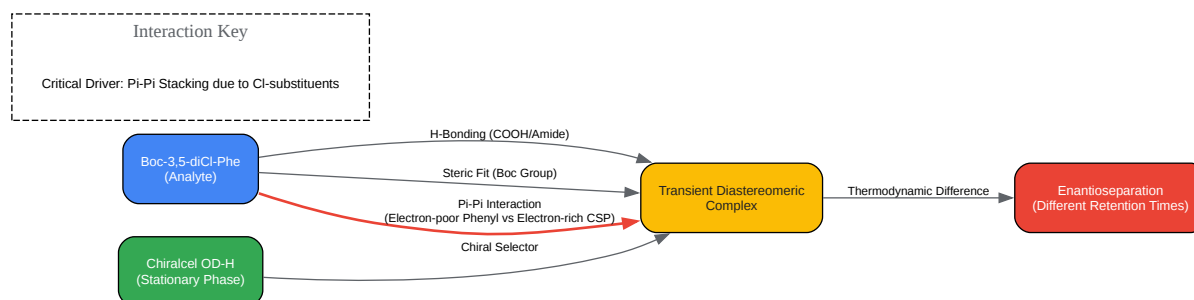 Interaction Key
Critical Driver: Pi-Pi Stacking due to Cl-substituents
Boc-3,5-diCl-Phe
(Analyte)
H-Bonding (COOH/Amide)
Steric Fit (Boc Group)
Pi-Pi Interaction
(Electron-poor Phenyl vs Electron-rich CSP)
Chiral Selector
Chiralcel OD-H
(Stationary Phase)
Transient Diastereomeric
Complex
Thermodynamic Difference
Enantioseparation
(Different Retention Times)